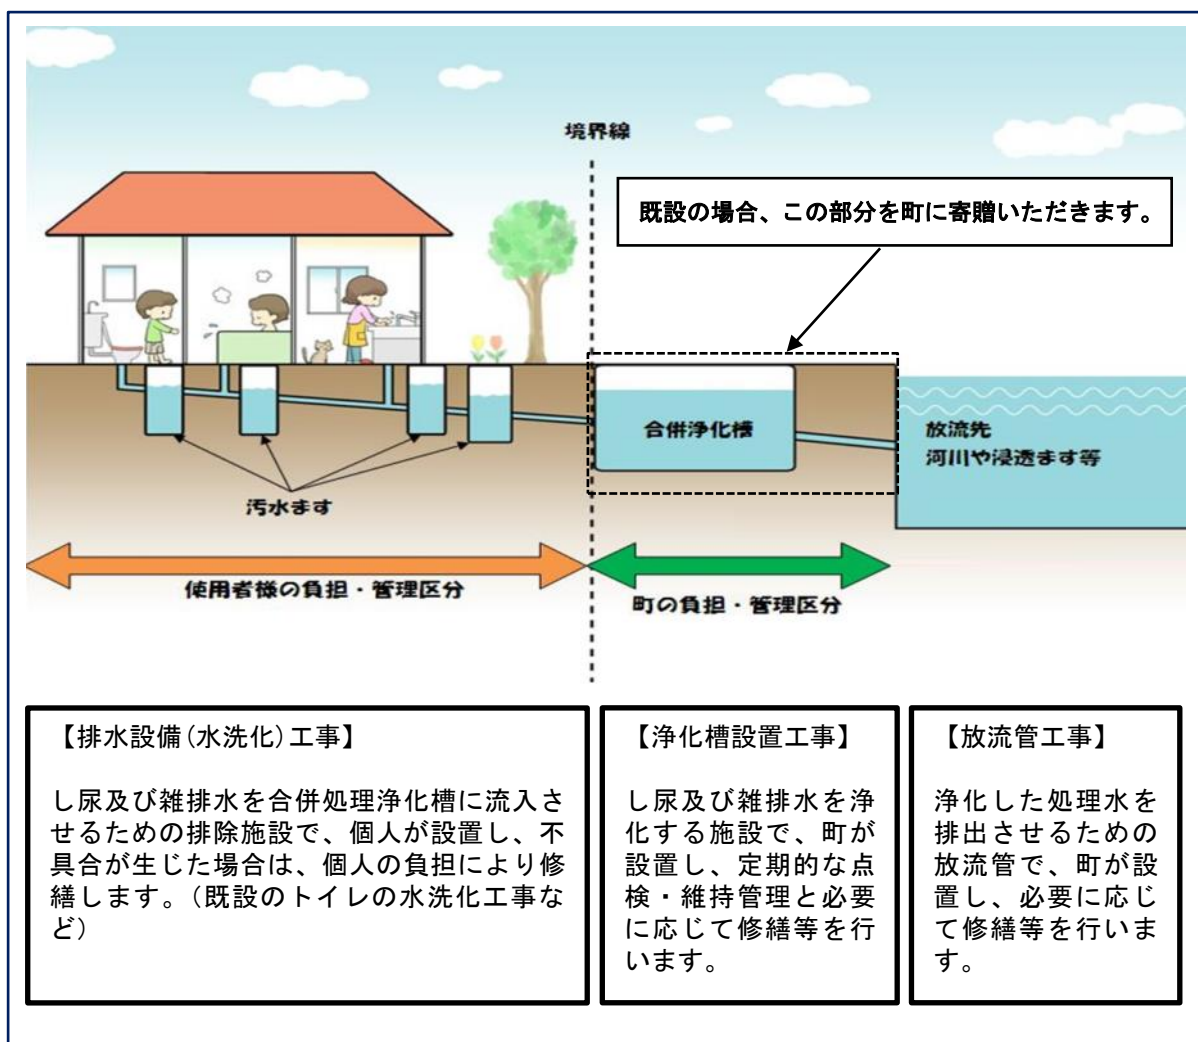 境界線
既設の場合、この部分を町に寄贈いただきます。
合併浄化槽
放流先
河川や浸透ます等
汚水ます
使用者様の負担・管理区分
町の負担・管理区分
【排水設備(水洗化)工事】
し尿及び雑排水を合併処理浄化槽に流入さ
せるための排除施設で、個人が設置し、不
具合が生じた場合は、個人の負担により修
繕します。(既設のトイレの水洗化工事な
ど)
【浄化槽設置工事】
し尿及び雑排水を浄
化する施設で、町が
設置し、定期的な点
検・維持管理と必要
に応じて修繕等を行
います。
【放流管工事】
浄化した処理水を
排出させるための
放流管で、町が設
置し、必要に応じ
て修繕等を行いま
す。